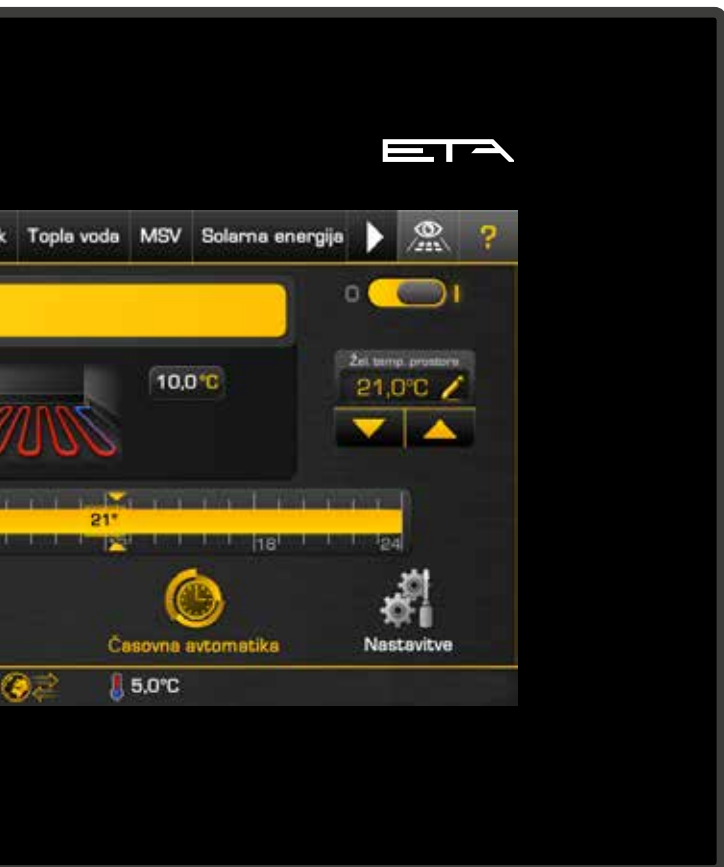 ETA
k Topla voda MSV Solarna energija ?
O I
Žel. temp. prostora
10,0°C
21,0°C
21°
12 18 24
Časovna avtomatika Nastavitve
5,0°C